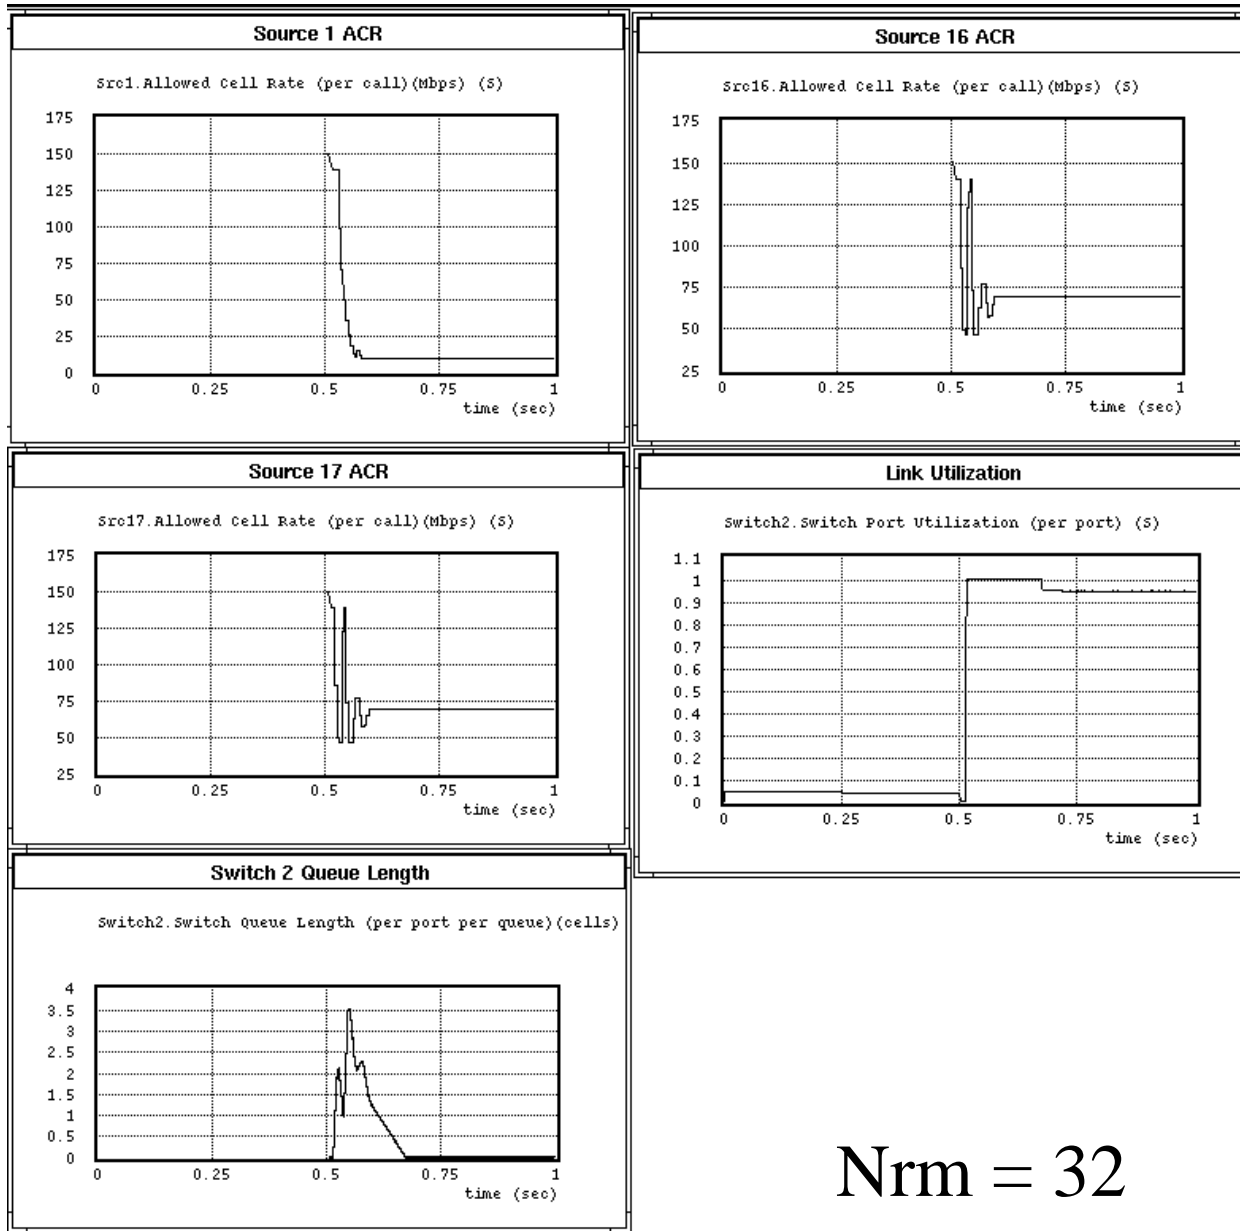 Source 1 ACR
Src1.Allowed Cell Rate (per call)(Mbps) (S)
175
150
125
100
75
50
25
0
0 0.25 0.5 0.75 1
time (sec)
Source 16 ACR
Src16.Allowed Cell Rate (per call)(Mbps) (S)
175
150
125
100
75
50
25
0 0.25 0.5 0.75 1
time (sec)
Source 17 ACR
Src17.Allowed Cell Rate (per call)(Mbps) (S)
175
150
125
100
75
50
25
0 0.25 0.5 0.75 1
time (sec)
Link Utilization
Switch2.Switch Port Utilization (per port) (S)
1.1
1
0.9
0.8
0.7
0.6
0.5
0.4
0.3
0.2
0.1
0
0 0.25 0.5 0.75 1
time (sec)
Switch 2 Queue Length
Switch2.Switch Queue Length (per port per queue)(cells)
4
3.5
3
2.5
2
1.5
1
0.5
0
0 0.25 0.5 0.75 1
time (sec)
Nrm = 32